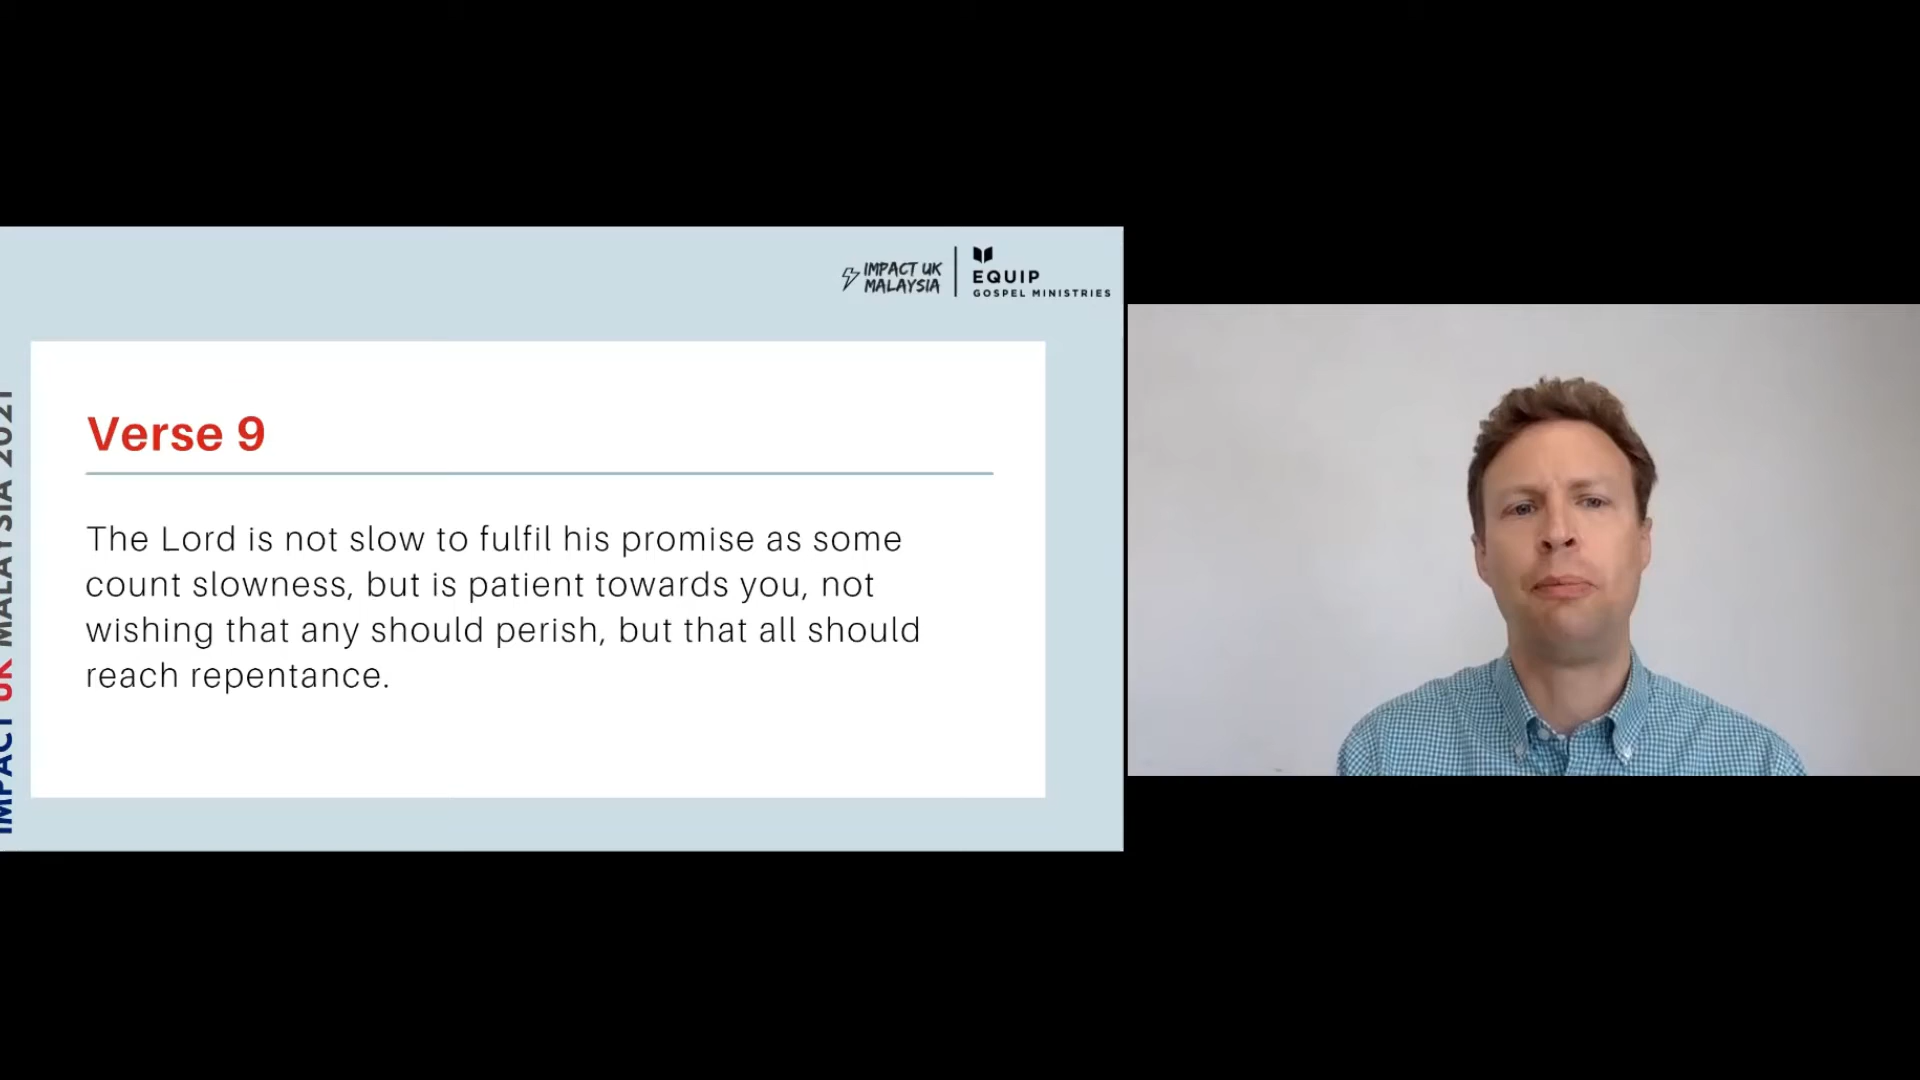 IMPACT UK
MALAYSIA
EQUIP
GOSPEL MINISTRIES
IMPACT UK MALAYSIA 2021
Verse 9
The Lord is not slow to fulfil his promise as some
count slowness, but is patient towards you, not
wishing that any should perish, but that all should
reach repentance.